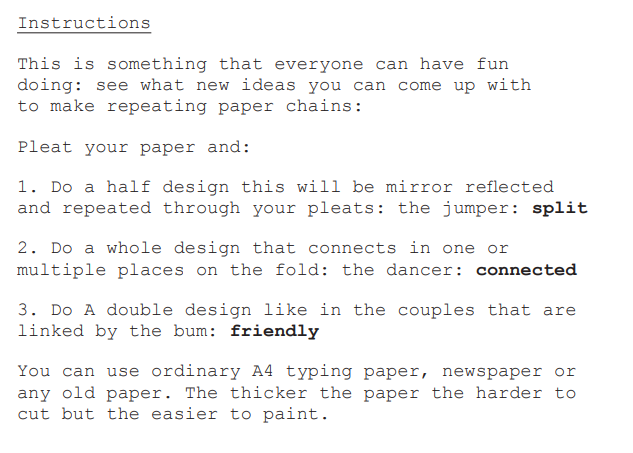 Instructions
This is something that everyone can have fun
doing: see what new ideas you can come up with
to make repeating paper chains:
Pleat your paper and:
1. Do a half design this will be mirror reflected
and repeated through your pleats: the jumper: split
2. Do a whole design that connects in one or
multiple places on the fold: the dancer: connected
3. Do A double design like in the couples that are
linked by the bum: friendly
You can use ordinary A4 typing paper, newspaper or
any old paper. The thicker the paper the harder to
cut but the easier to paint.